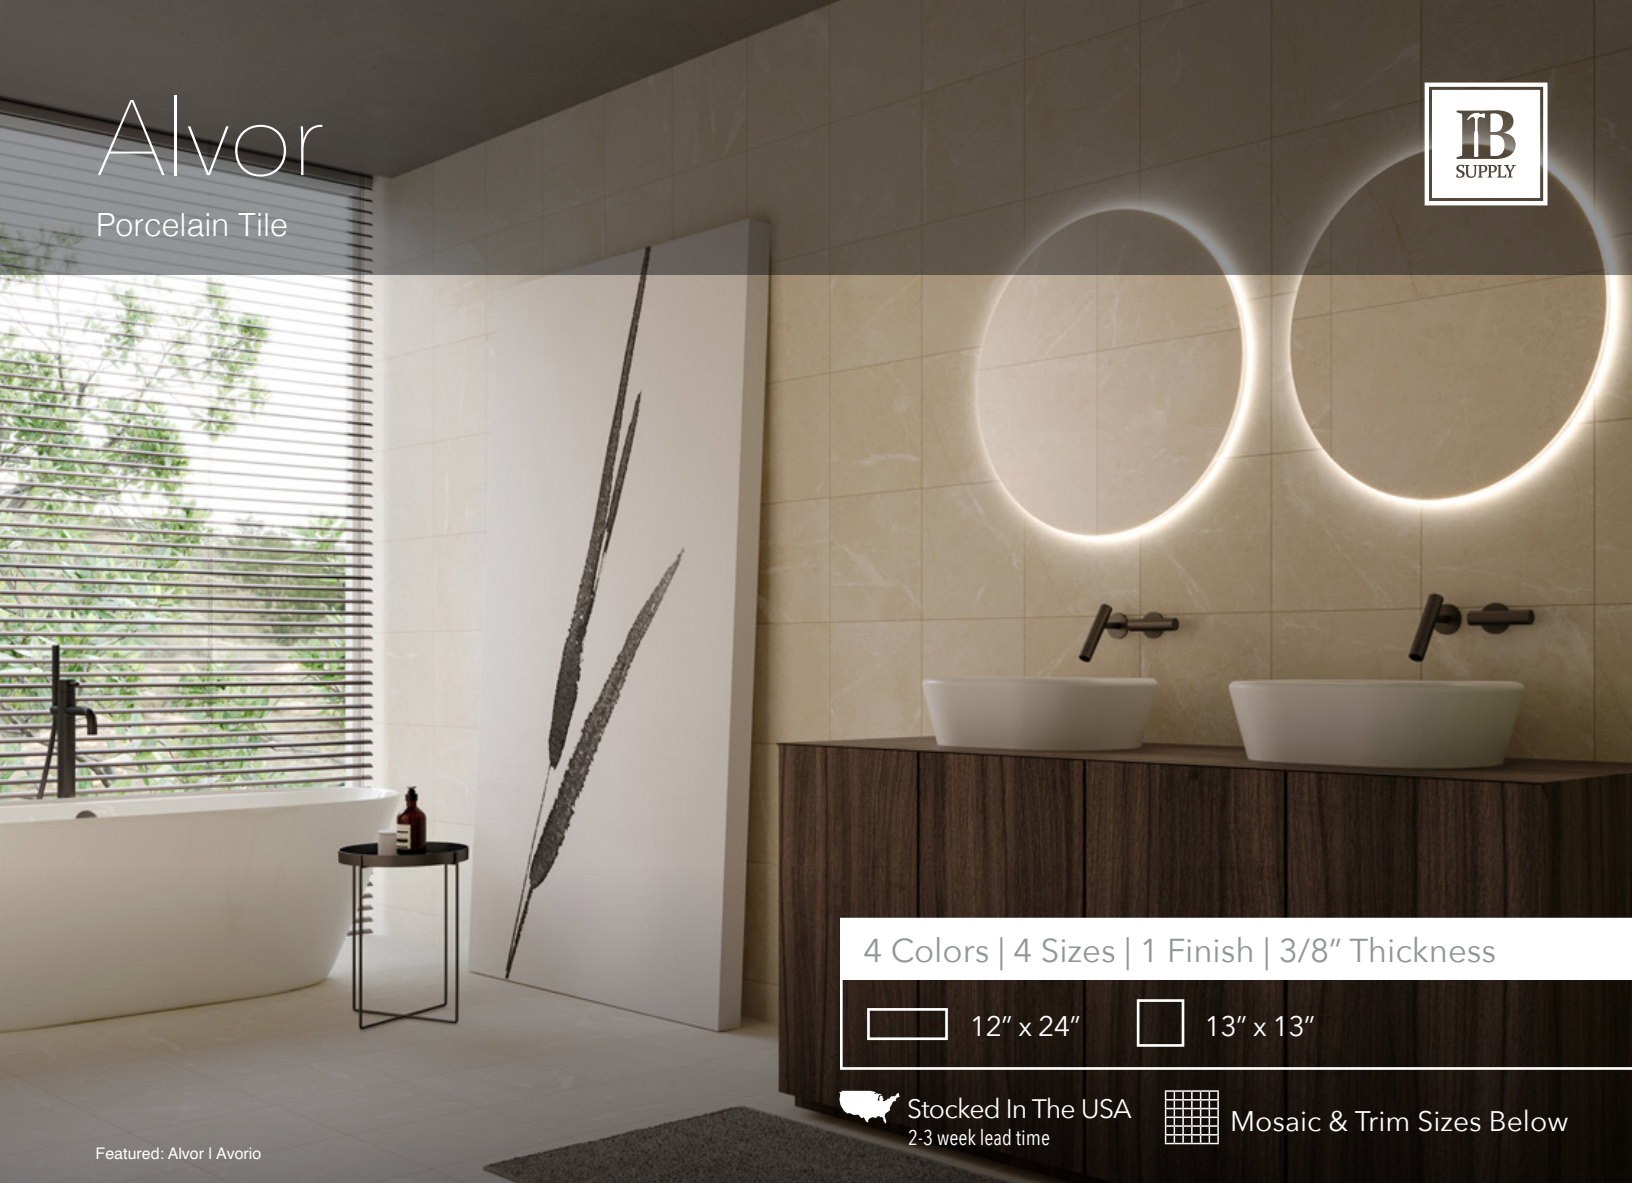 Alvor
Porcelain Tile
IB
SUPPLY
4 Colors | 4 Sizes | 1 Finish | 3/8” Thickness
12” x 24”
13” x 13”
Stocked In The USA
2-3 week lead time
Mosaic & Trim Sizes Below
Featured: Alvor | Avorio